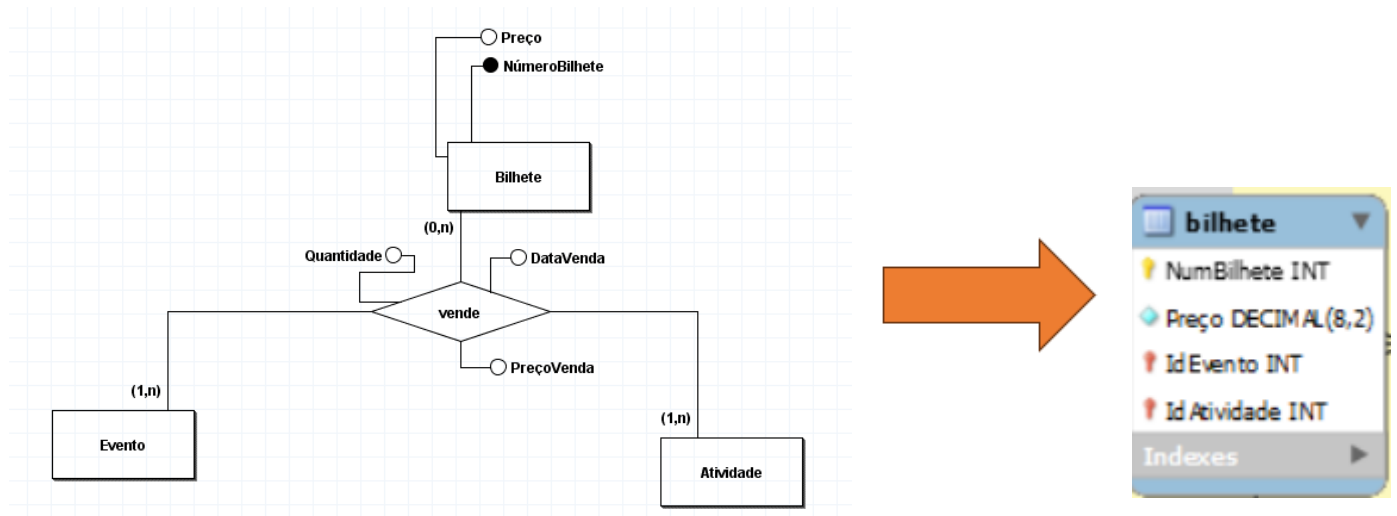 Preço
NúmeroBilhete
Bilhete
(0,n)
Quantidade
DataVenda
vende
PreçoVenda
(1,n)
Evento
(1,n)
Atividade
bilhete
NumBilhete INT
Preço DECIMAL(8,2)
IdEvento INT
IdAtividade INT
Indexes